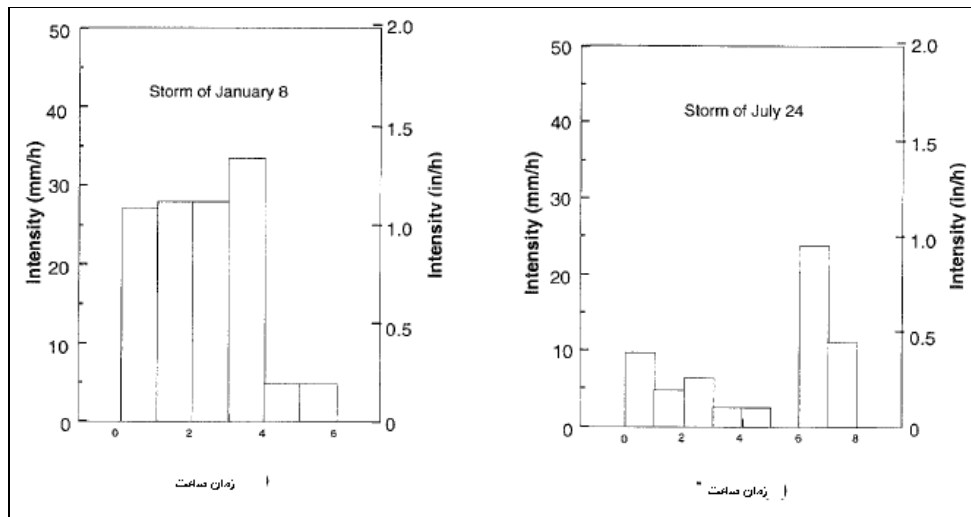 Storm of January 8
Intensity (mm/h)
50
40
30
20
10
0
2.0
1.5
1.0
0.5
0
Intensity (in/h)
0 2 4 6
زمان ساعت
Storm of July 24
Intensity (mm/h)
50
40
30
20
10
0
2.0
1.5
1.0
0.5
0
Intensity (in/h)
0 2 4 6 8
زمان ساعت